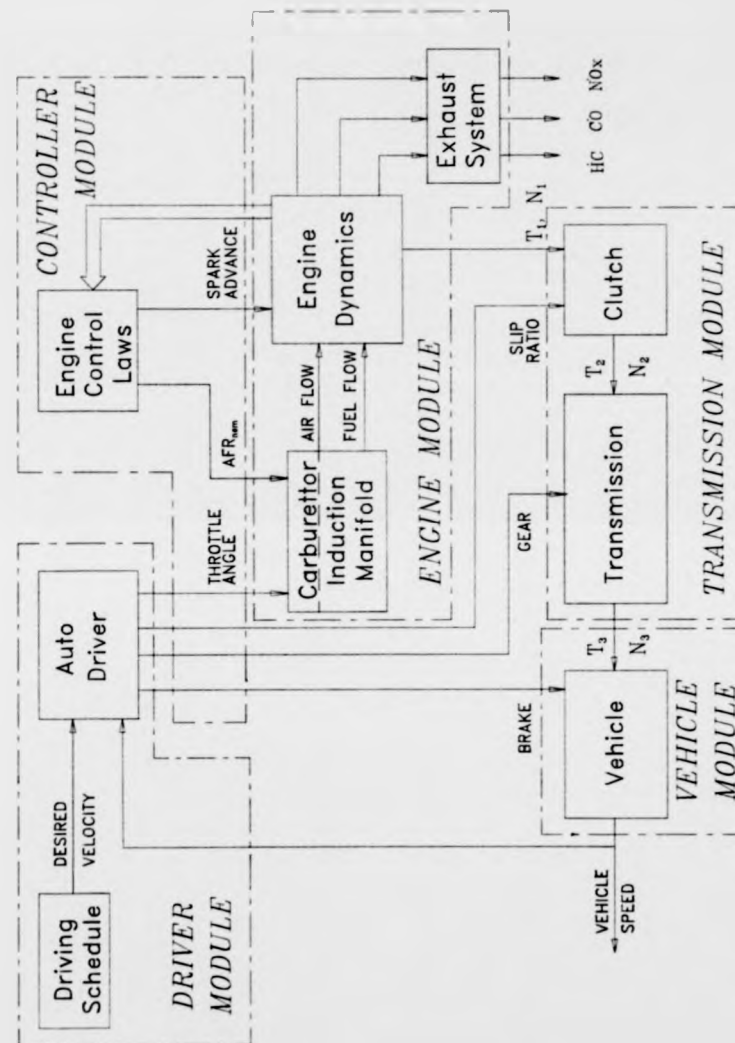 CONTROLLER
MODULE
Engine
Control
Laws
SPARK
ADVANCE
AFRnom
Driving
Schedule
DESIRED
VELOCITY
Auto
Driver
DRIVER
MODULE
THROTTLE
ANGLE
Carburettor
Induction
Manifold
AIR FLOW
FUEL FLOW
Engine
Dynamics
Exhaust
System
HC CO NOx
ENGINE MODULE
T1, N1
SLIP
RATIO
GEAR
BRAKE
VEHICLE
SPEED
Vehicle
T3
N3
Transmission
T2
N2
Clutch
VEHICLE
MODULE
TRANSMISSION MODULE